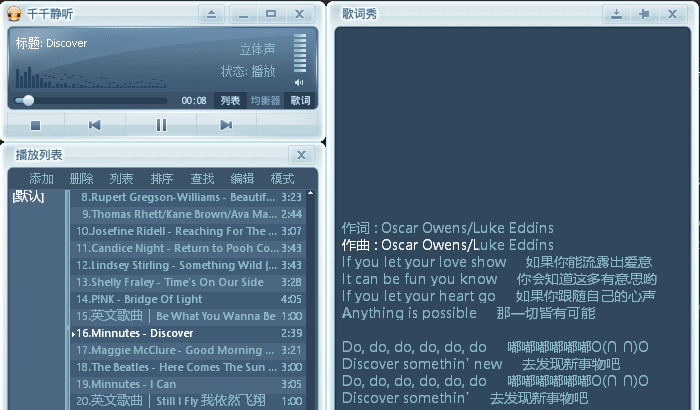 千千静听
标题: Discover
立体声
状态: 播放
00:08 列表 均衡器 歌词
播放列表
添加 删除 列表 排序 查找 编辑 模式
[默认]
8.Rupert Gregson-Williams - Beautif... 3:23
9.Thomas Rhett/Kane Brown/Ava Ma... 2:44
10.Josefine Ridell - Reaching For The ... 3:07
11.Candice Night - Return to Pooh Co... 3:43
12.Lindsey Stirling - Something Wild [... 3:43
13.Shelly Fraley - Time's On Our Side 3:28
14.P!NK - Bridge Of Light 4:05
15.英文歌曲 | Be What You Wanna Be 1:00
16.Minnutes - Discover 2:39
17.Maggie McClure - Good Morning ... 3:21
18.The Beatles - Here Comes The Sun ... 3:00
19.Minnutes - I Can 3:05
20.英文歌曲 | Still I Fly 我依然飞翔 1:00
歌词秀
作词 : Oscar Owens/Luke Eddins
作曲 : Oscar Owens/Luke Eddins
If you let your love show 如果你能流露出爱意
It can be fun you know 你会知道这多有意思哟
If you let your heart go 如果你跟随自己的心声
Anything is possible 那一切皆有可能
Do, do, do, do, do, do 嘟嘟嘟嘟嘟嘟O(∩_∩)O
Discover somethin' new 去发现新事物吧
Do, do, do, do, do, do 嘟嘟嘟嘟嘟嘟O(∩_∩)O
Discover somethin' 去发现新事物吧